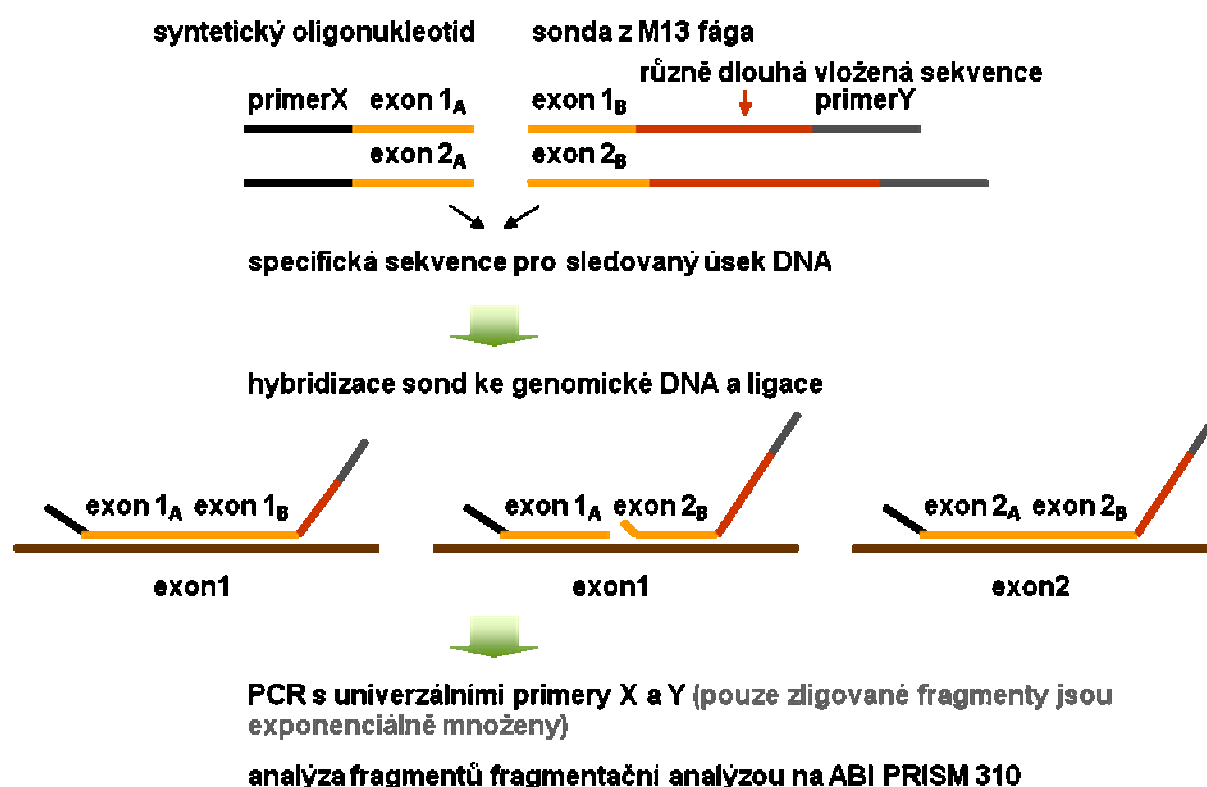 syntetický oligonukleotid sonda z M13 fága
různě dlouhá vložená sekvence
primerX exon 1A exon 1B primerY
exon 2A exon 2B
specifická sekvence pro sledovaný úsek DNA
hybridizace sond ke genomické DNA a ligace
exon 1A exon 1B exon 1A exon 2B exon 2A exon 2B
exon1 exon1 exon2
PCR s univerzálními primery X a Y (pouze zligované fragmenty jsou
exponenciálně množeny)
analýza fragmentů fragmentační analýzou na ABI PRISM 310